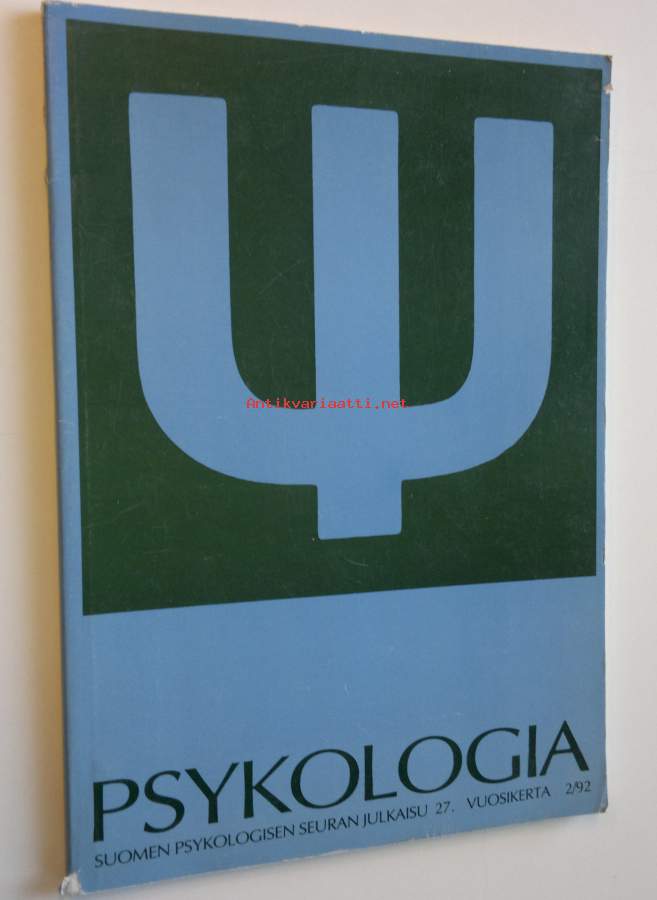 Ψ
Antikvariaatti.net
PSYKOLOGIA
SUOMEN PSYKOLOGISEN SEURAN JULKAISU 27. VUOSIKERTA 2/92